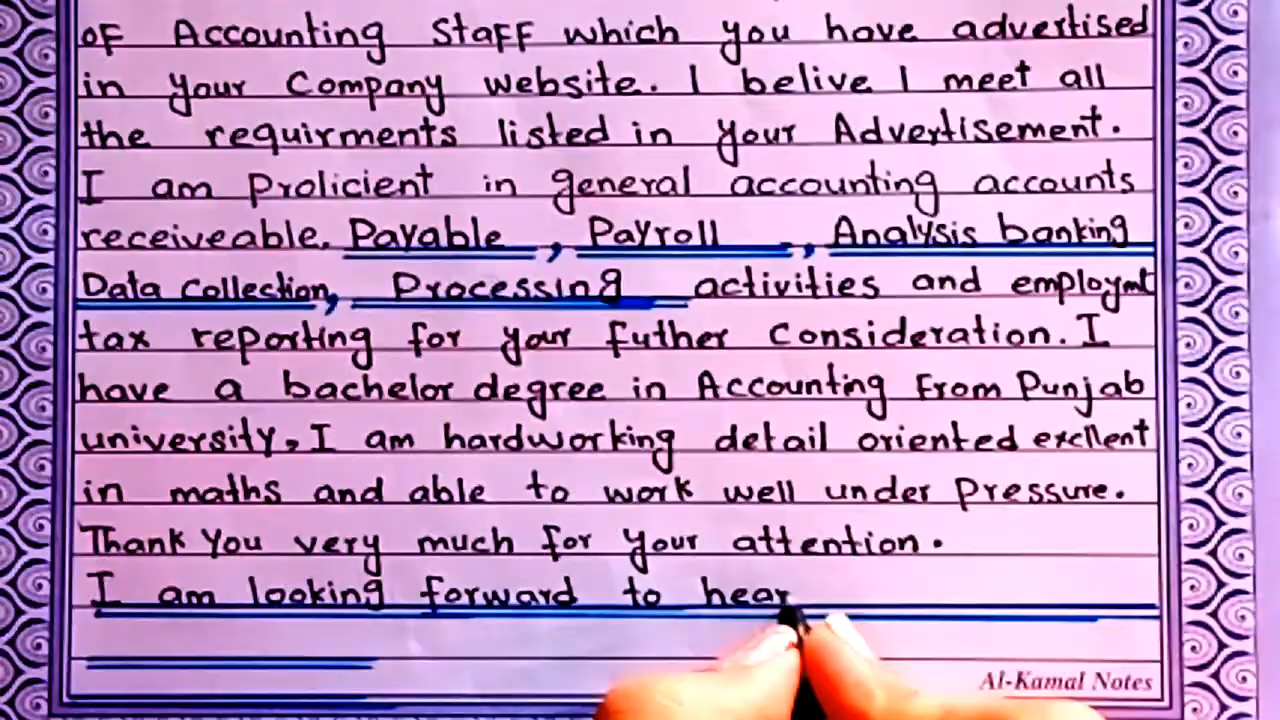 of Accounting Staff which you have advertised
in your Company website. I belive I meet all
the requirments listed in your Advertisement.
I am Prolicient in general accounting accounts
receiveable. Payable , Payroll , Analysis banking
Data Collection, Processing activities and employmt
tax reporting for your futher Consideration. I
have a bachelor degree in Accounting From Punjab
university, I am hardworking detail oriented excllent
in maths and able to work well under Pressure.
Thank You very much for your attention.
I am looking forward to hear
Al-Kamal Notes